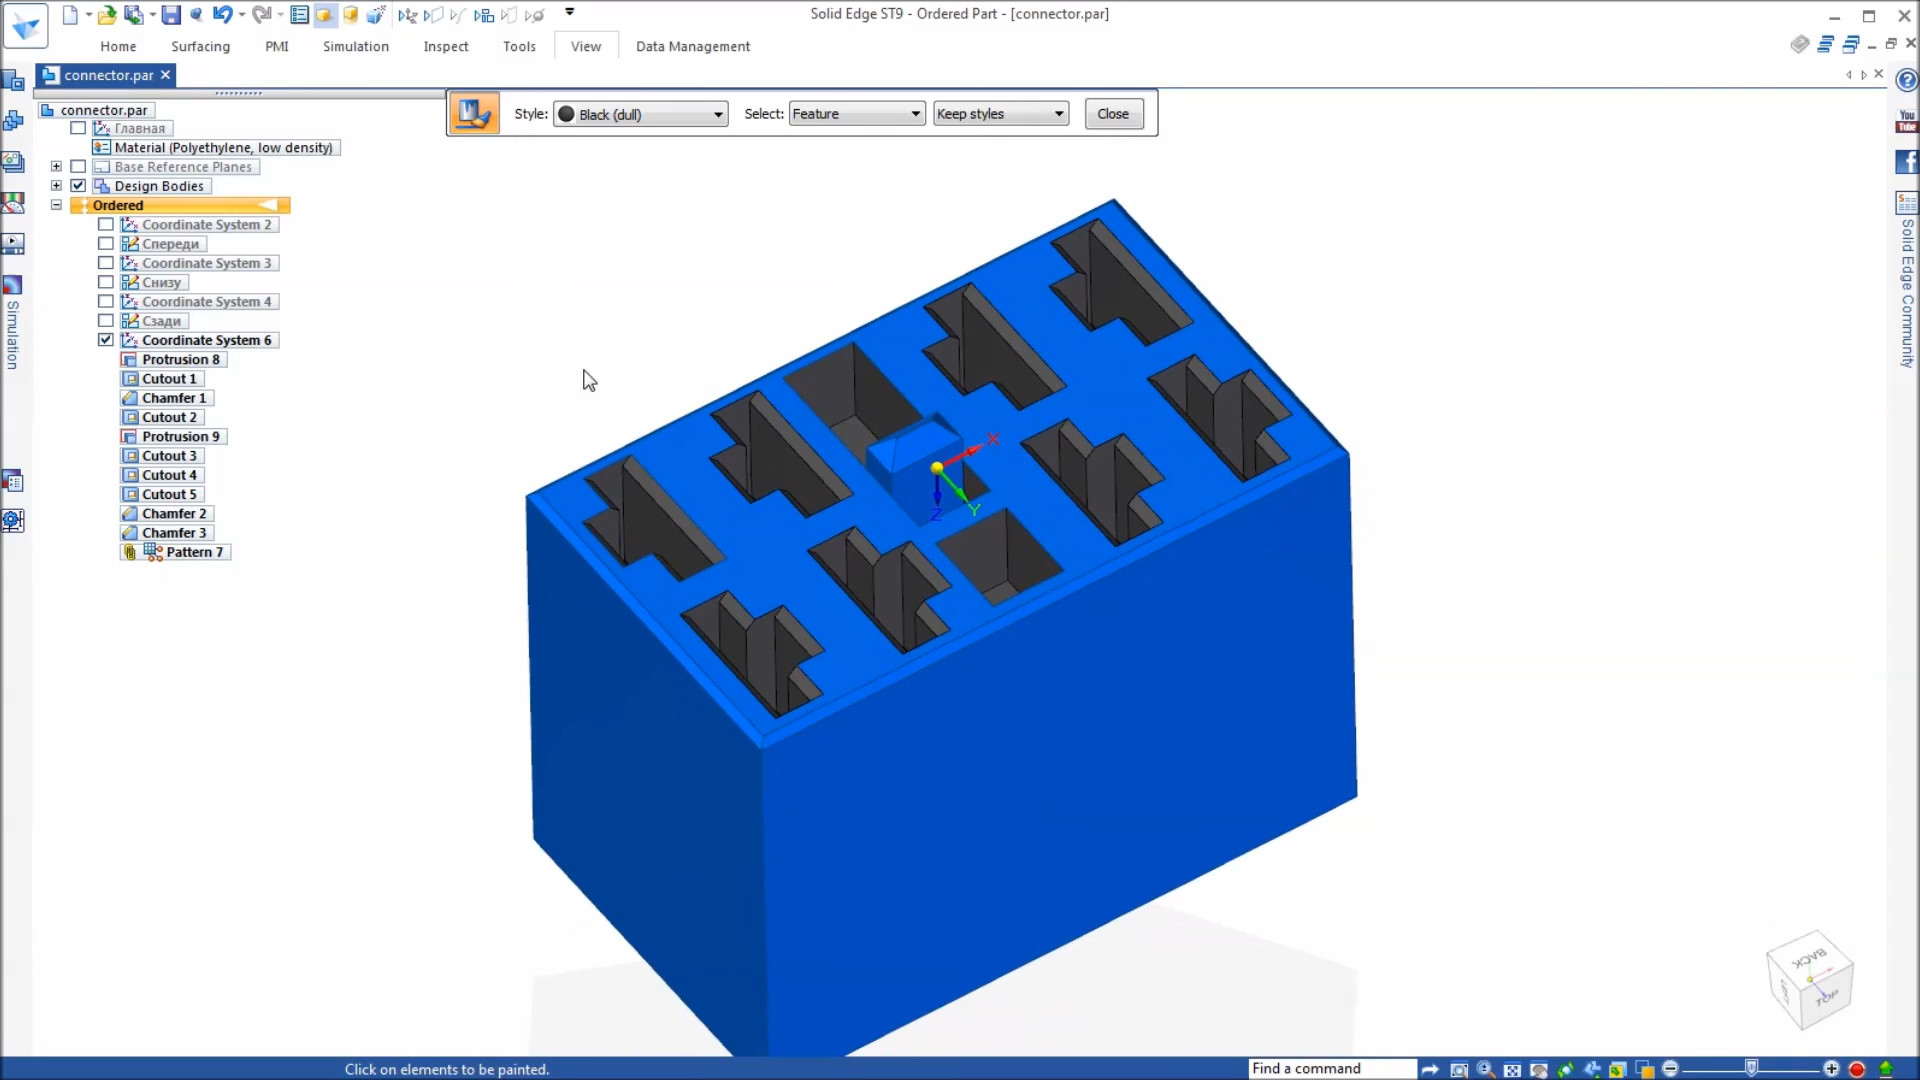 Solid Edge ST9 - Ordered Part - [connector.par]
Home
Surfacing
PMI
Simulation
Inspect
Tools
View
Data Management
connector.par
Style:
Black (dull)
Select:
Feature
Keep styles
Close
connector.par
Главная
Material (Polyethylene, low density)
Base Reference Planes
Design Bodies
Ordered
Coordinate System 2
Спереди
Coordinate System 3
Снизу
Coordinate System 4
Сзади
Coordinate System 6
Protrusion 8
Cutout 1
Chamfer 1
Cutout 2
Protrusion 9
Cutout 3
Cutout 4
Cutout 5
Chamfer 2
Chamfer 3
Pattern 7
Simulation
You
Tube
Solid Edge Community
X
Y
Z
BACK
TOP
Click on elements to be painted.
Find a command